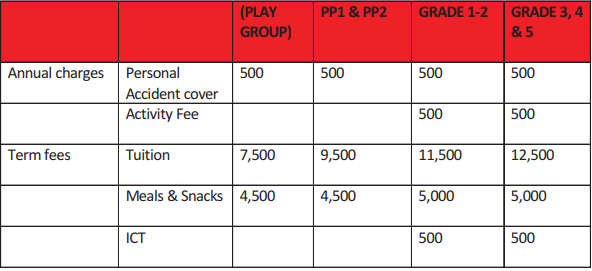 (PLAY GROUP) PP1 & PP2 GRADE 1-2 GRADE 3, 4 & 5
Annual charges Personal Accident cover 500 500 500 500
Activity Fee 500 500
Term fees Tuition 7,500 9,500 11,500 12,500
Meals & Snacks 4,500 4,500 5,000 5,000
ICT 500 500